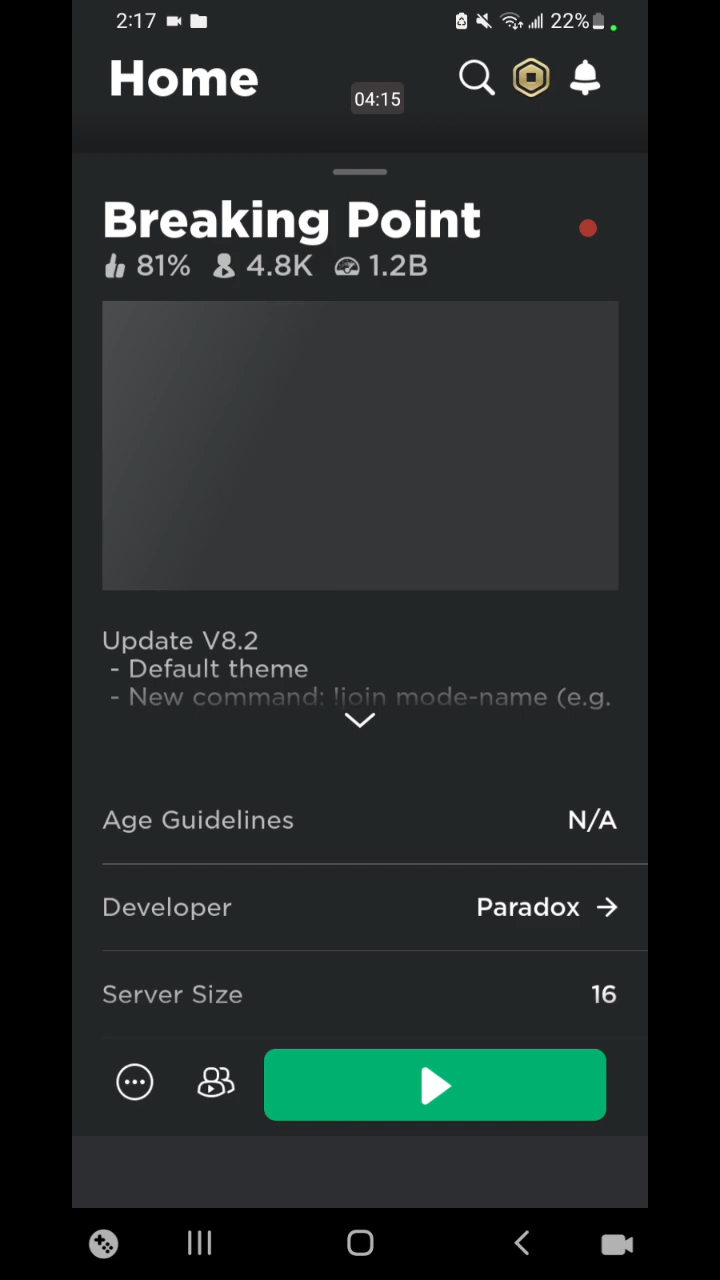 2:17
22%
Home
04:15
Breaking Point
81% 4.8K 1.2B
Update V8.2
- Default theme
- New command: !join mode-name (e.g.
Age Guidelines N/A
Developer Paradox
Server Size 16